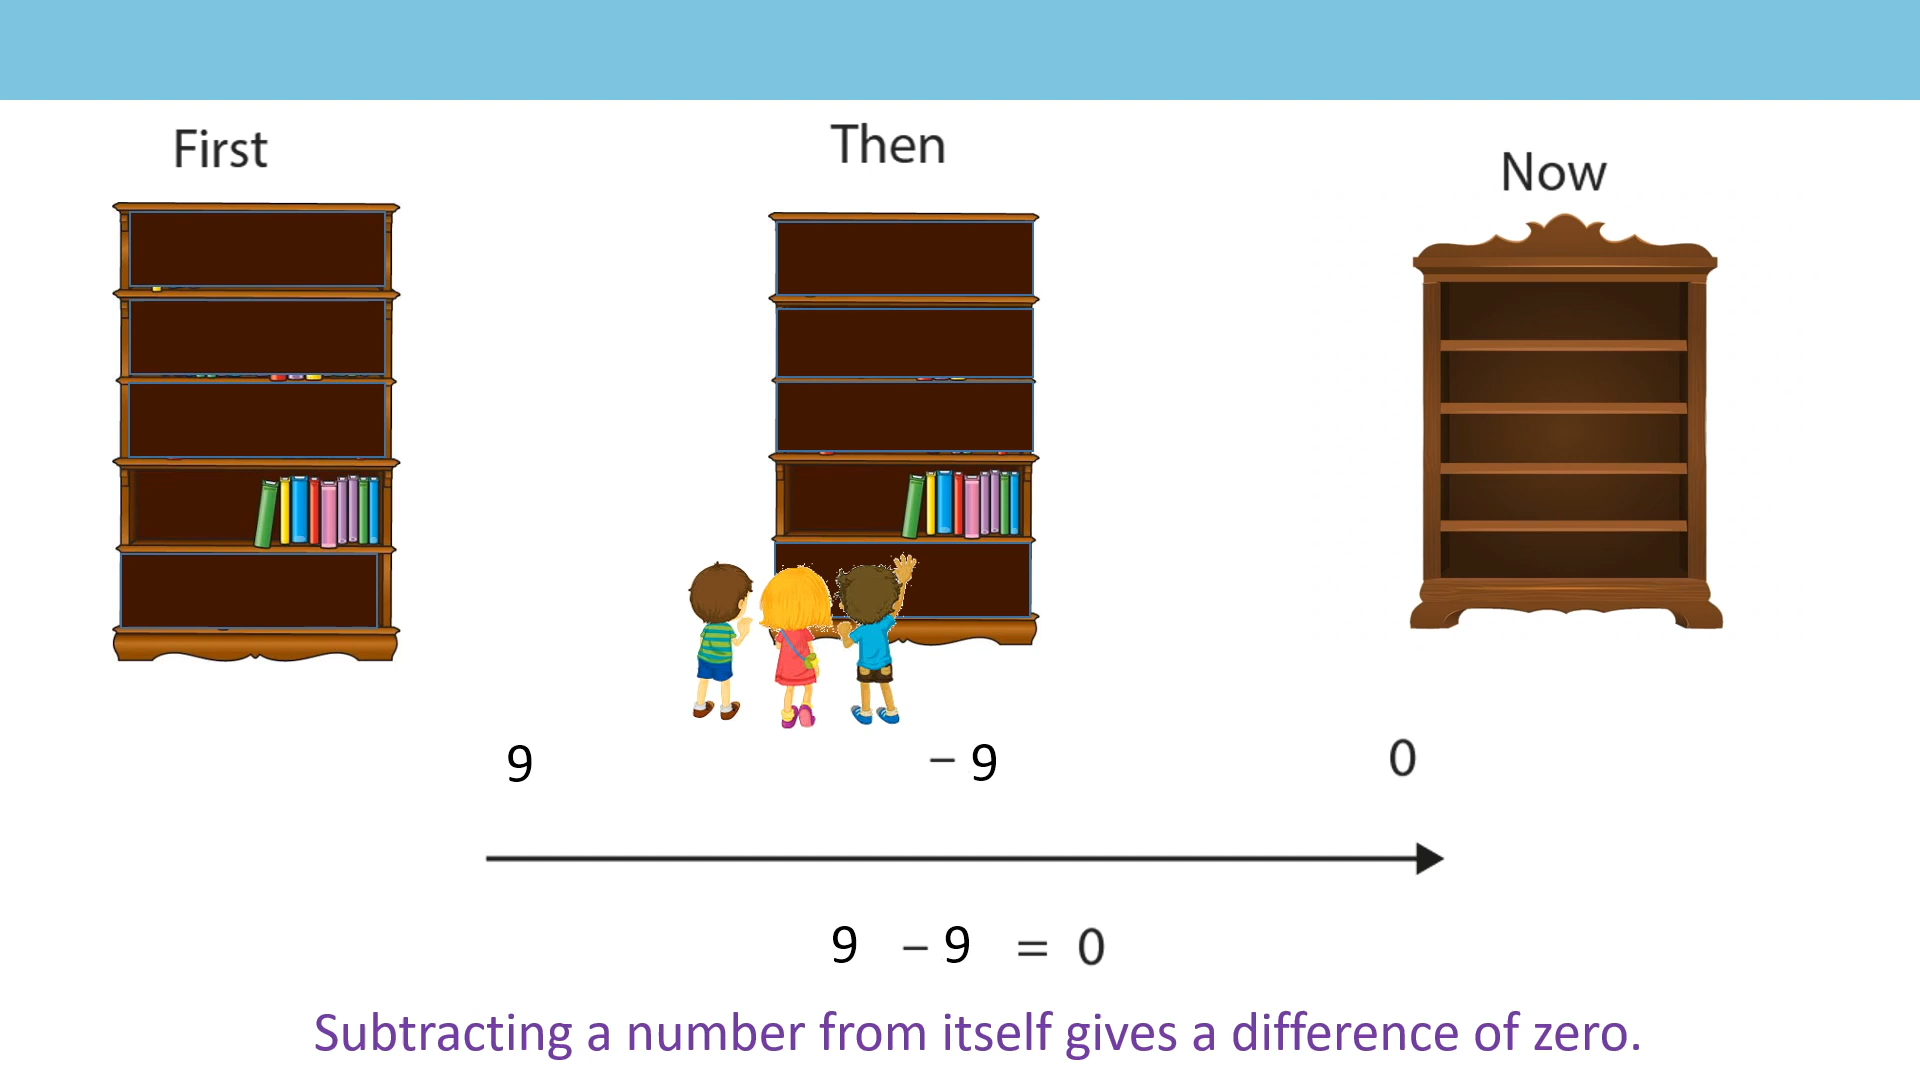 First
Then
Now
9
– 9
0
9 – 9 = 0
Subtracting a number from itself gives a difference of zero.